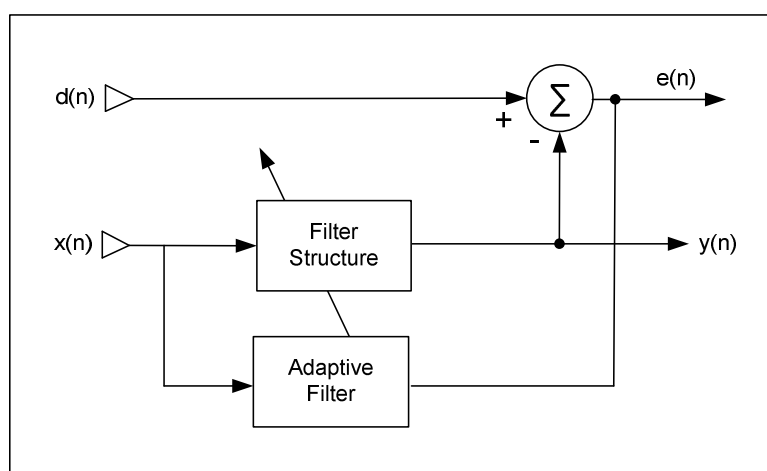 d(n)
Σ
e(n)
+
-
x(n)
Filter
Structure
y(n)
Adaptive
Filter